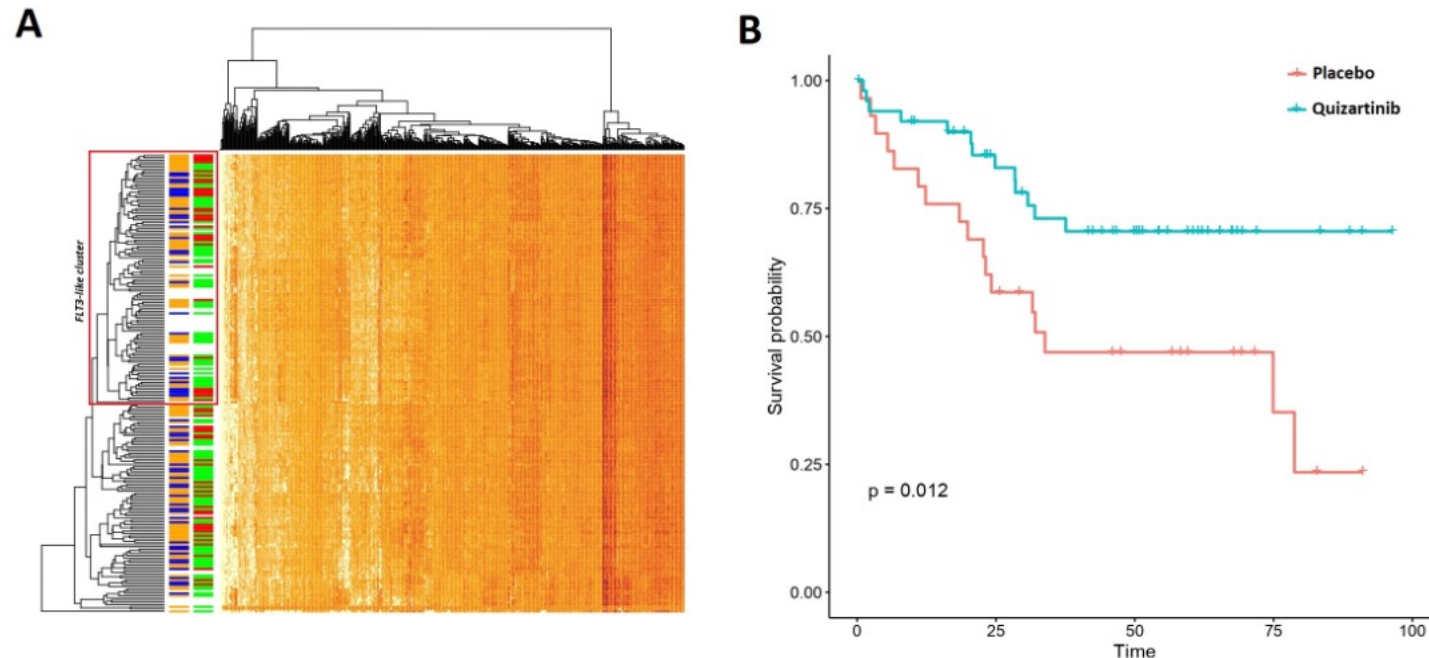 A
FLT3-like cluster
B
Placebo
Quizartinib
Survival probability
1.00
0.75
0.50
0.25
0.00
p = 0.012
0 25 50 75 100
Time